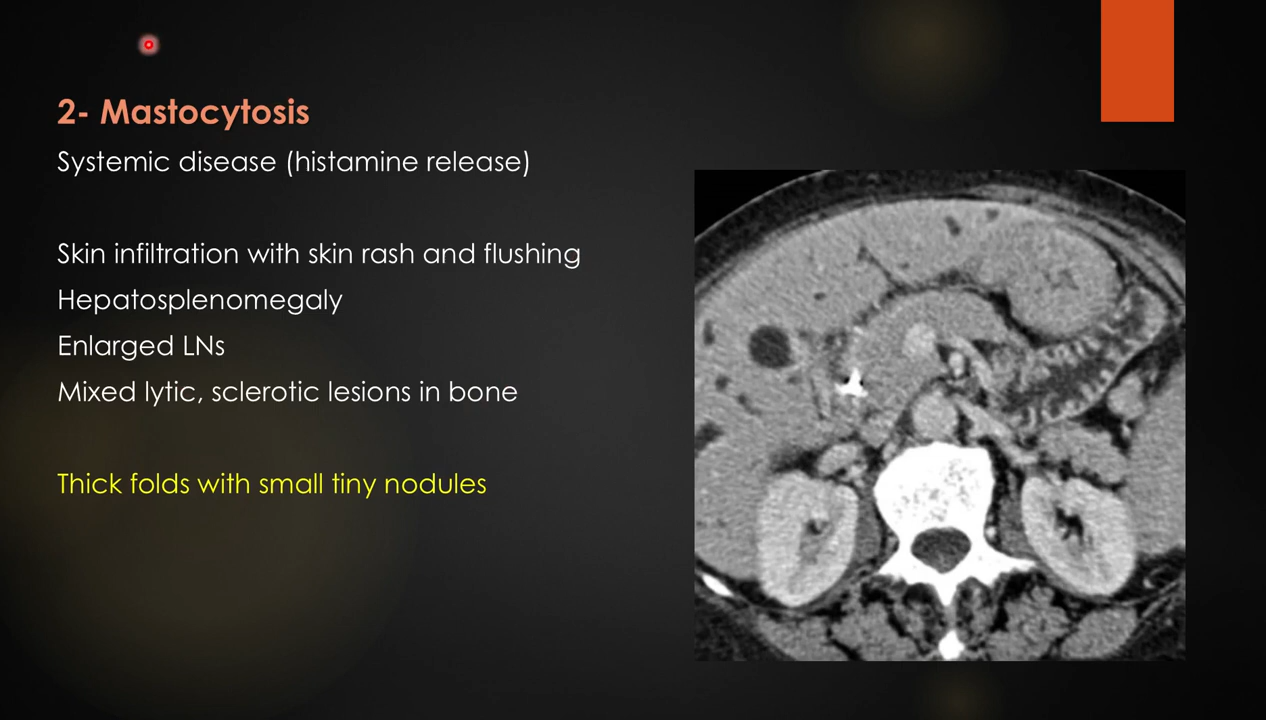 2- Mastocytosis
Systemic disease (histamine release)
Skin infiltration with skin rash and flushing
Hepatosplenomegaly
Enlarged LNs
Mixed lytic, sclerotic lesions in bone
Thick folds with small tiny nodules